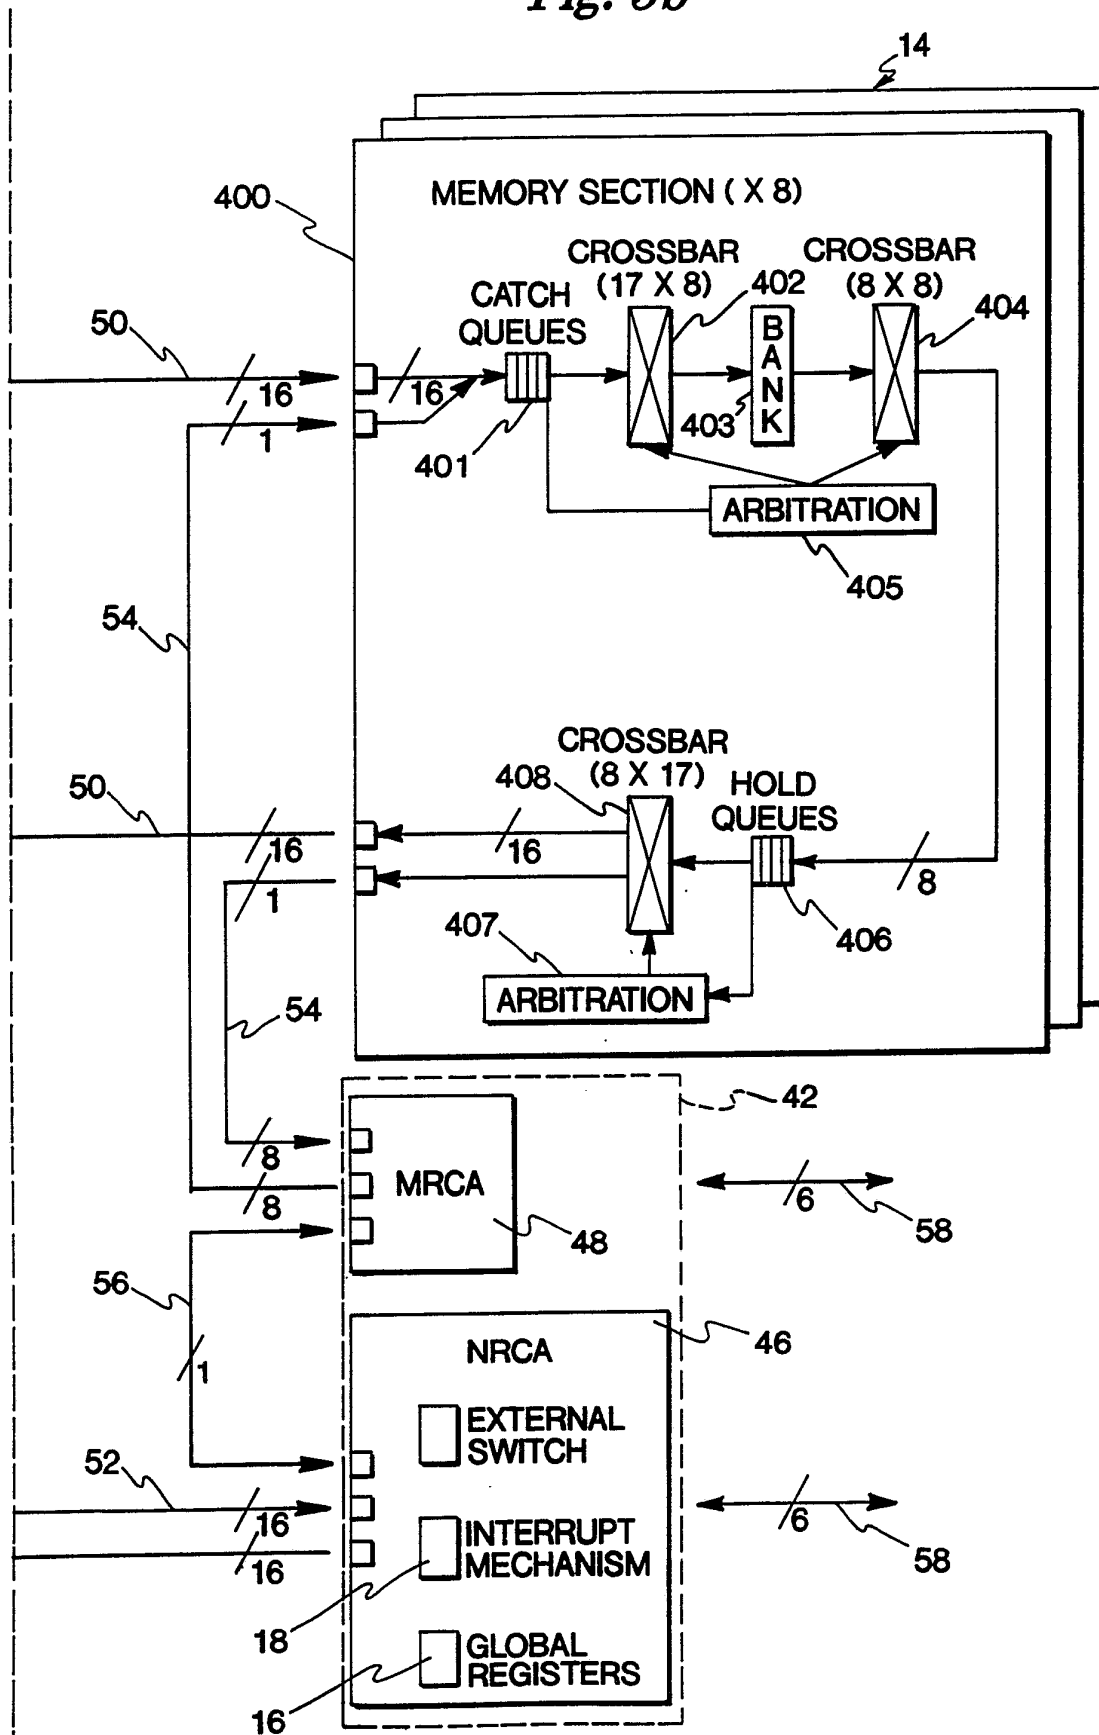 Fig. 6b
14
400
MEMORY SECTION ( X 8)
CROSSBAR
(17 X 8)
402
CROSSBAR
(8 X 8)
404
CATCH
QUEUES
BANK
403
50
16
16
1
401
ARBITRATION
405
54
CROSSBAR
(8 X 17)
408
HOLD
QUEUES
50
16
16
1
8
406
407
ARBITRATION
54
42
8
MRCA
8
6
58
48
56
46
NRCA
1
EXTERNAL
SWITCH
52
16
6
58
INTERRUPT
MECHANISM
16
18
GLOBAL
REGISTERS
16